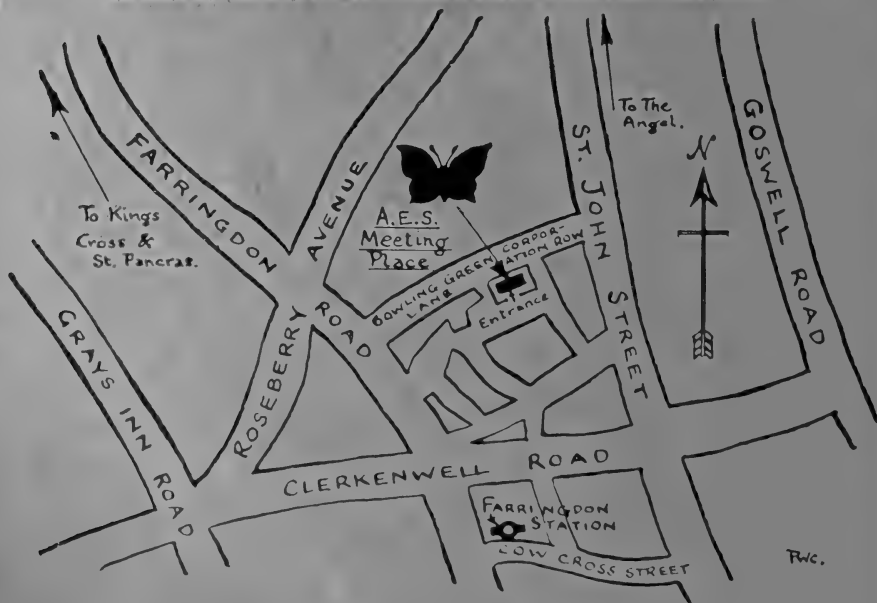 FARRINGDON
ROAD
ROSEBERRY
AVENUE
ST. JOHN
STREET
GOSWELL ROAD
To The
Angel.
N
To Kings
Cross &
St. Pancras.
A.E.S.
Meeting
Place
BOWLING GREEN
LANE
CORPOR-
ATION ROW
Entrance
GRAYS INN ROAD
CLERKENWELL ROAD
FARRINGDON
STATION
COW CROSS STREET
PWC.